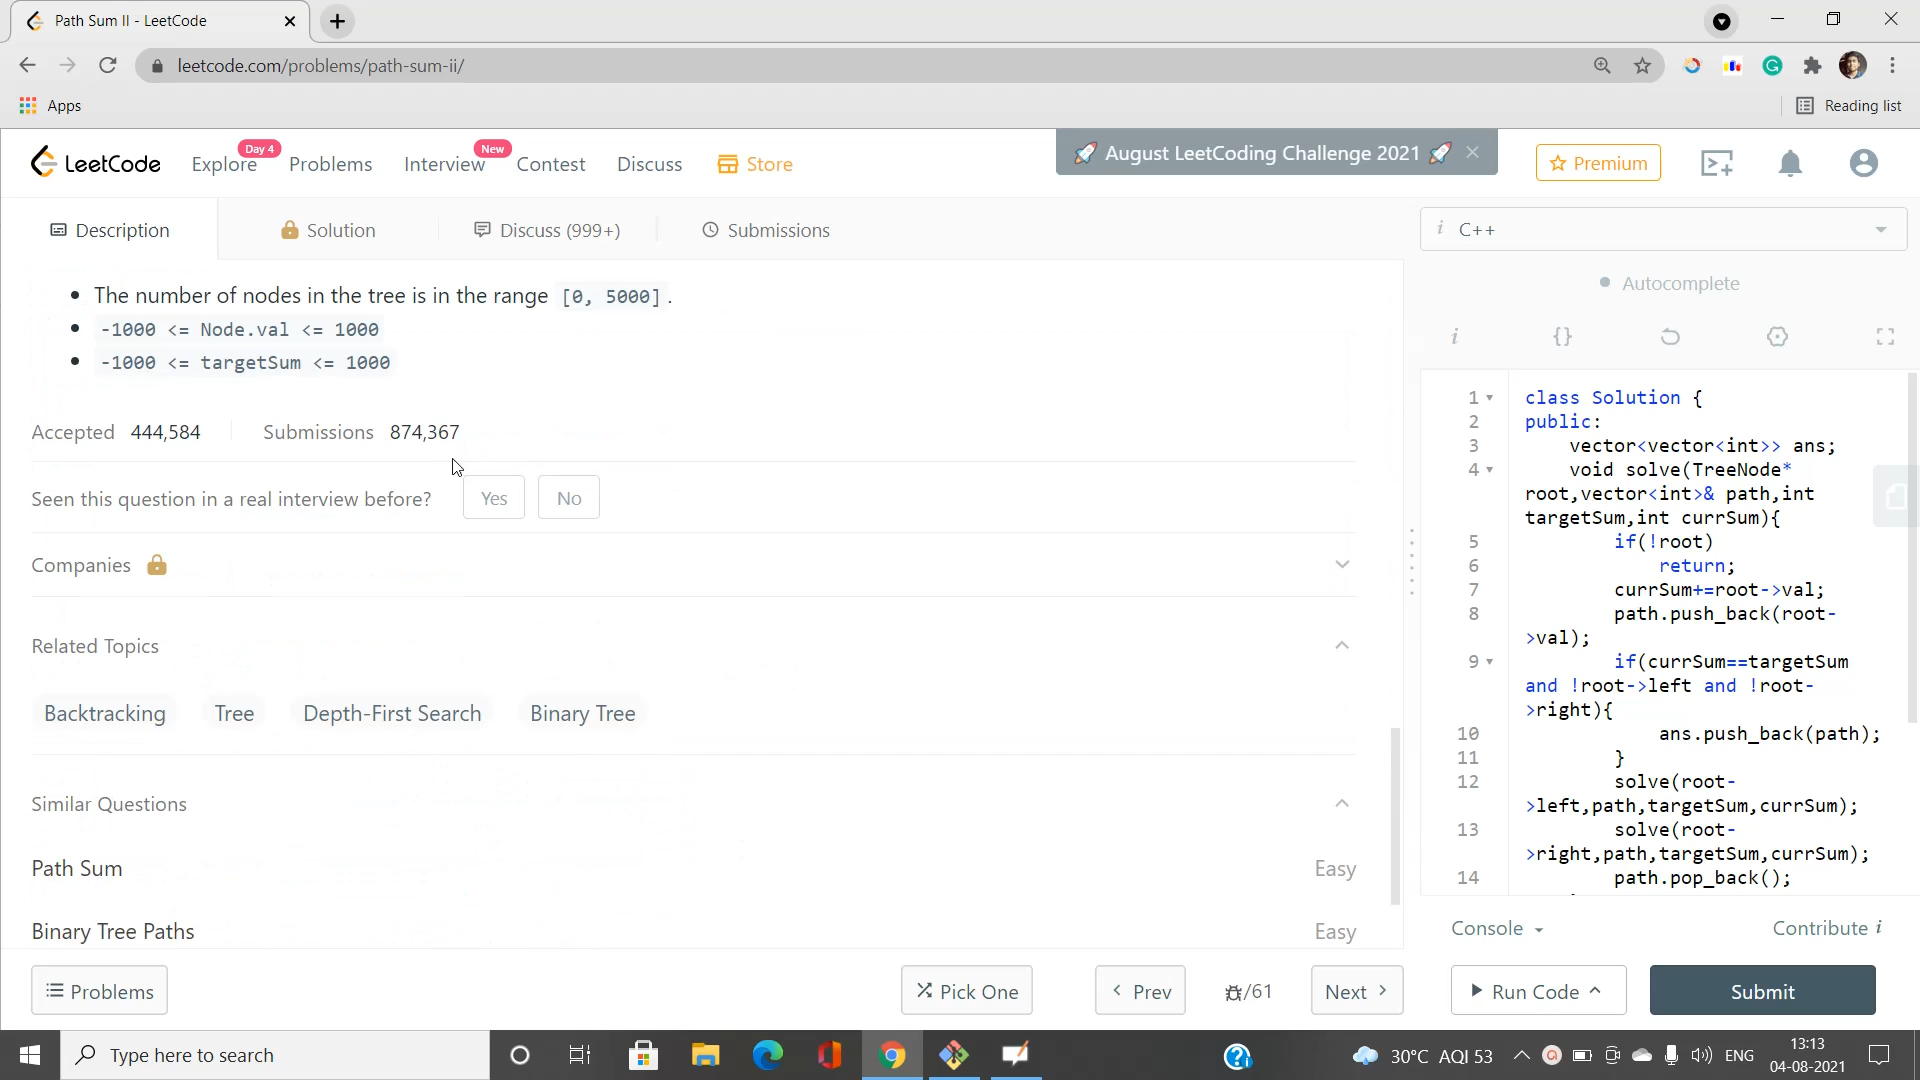 Path Sum II - LeetCode
leetcode.com/problems/path-sum-ii/
Apps
Reading list
LeetCode
Explore
Day 4
Problems
Interview
New
Contest
Discuss
Store
🚀 August LeetCoding Challenge 2021 🚀
Premium
Description
Solution
Discuss (999+)
Submissions
• The number of nodes in the tree is in the range [0, 5000].
• -1000 <= Node.val <= 1000
• -1000 <= targetSum <= 1000
Accepted 444,584
Submissions 874,367
Seen this question in a real interview before?
Yes
No
Companies
Related Topics
Backtracking
Tree
Depth-First Search
Binary Tree
Similar Questions
Path Sum
Easy
Binary Tree Paths
Easy
i C++
Autocomplete
i
{}
1 class Solution {
2 public:
3 vector<vector<int>> ans;
4 void solve(TreeNode*
root,vector<int>& path,int
targetSum,int currSum){
5 if(!root)
6 return;
7 currSum+=root->val;
8 path.push_back(root-
>val);
9 if(currSum==targetSum
and !root->left and !root-
>right){
10 ans.push_back(path);
11 }
12 solve(root-
>left,path,targetSum,currSum);
13 solve(root-
>right,path,targetSum,currSum);
14 path.pop_back();
Console
Contribute i
Problems
Pick One
Prev
/61
Next
Run Code
Submit
Type here to search
30°C AQI 53
ENG
13:13
04-08-2021